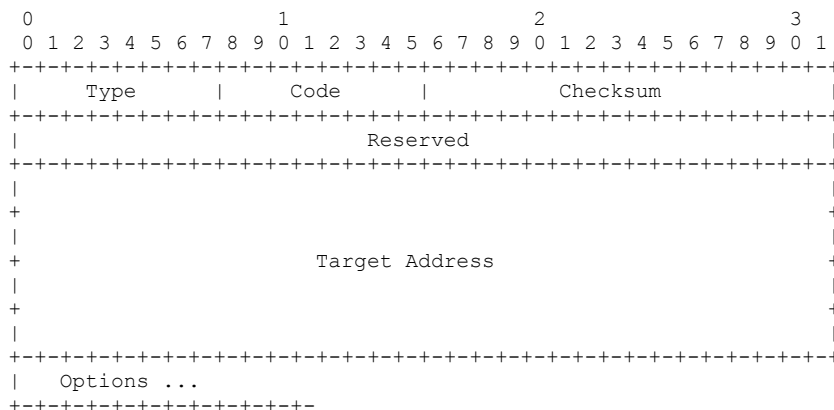 0                   1                   2                   3
 0 1 2 3 4 5 6 7 8 9 0 1 2 3 4 5 6 7 8 9 0 1 2 3 4 5 6 7 8 9 0 1
+-+-+-+-+-+-+-+-+-+-+-+-+-+-+-+-+-+-+-+-+-+-+-+-+-+-+-+-+-+-+-+-+
|     Type      |     Code      |          Checksum             |
+-+-+-+-+-+-+-+-+-+-+-+-+-+-+-+-+-+-+-+-+-+-+-+-+-+-+-+-+-+-+-+-+
|                           Reserved                            |
+-+-+-+-+-+-+-+-+-+-+-+-+-+-+-+-+-+-+-+-+-+-+-+-+-+-+-+-+-+-+-+-+
|                                                               |
+                                                               +
|                                                               |
+                       Target Address                          +
|                                                               |
+                                                               +
|                                                               |
+-+-+-+-+-+-+-+-+-+-+-+-+-+-+-+-+-+-+-+-+-+-+-+-+-+-+-+-+-+-+-+-+
|   Options ...
+-+-+-+-+-+-+-+-+-+-+-+-